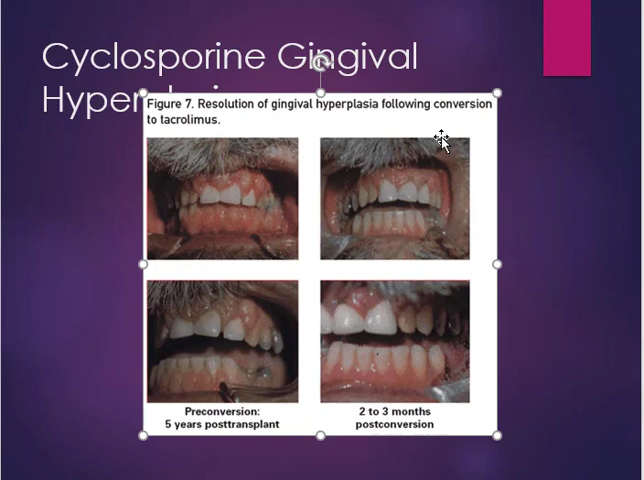 Cyclosporine Gingival
Figure 7. Resolution of gingival hyperplasia following conversion
to tacrolimus.
Preconversion:
5 years posttransplant
2 to 3 months
postconversion